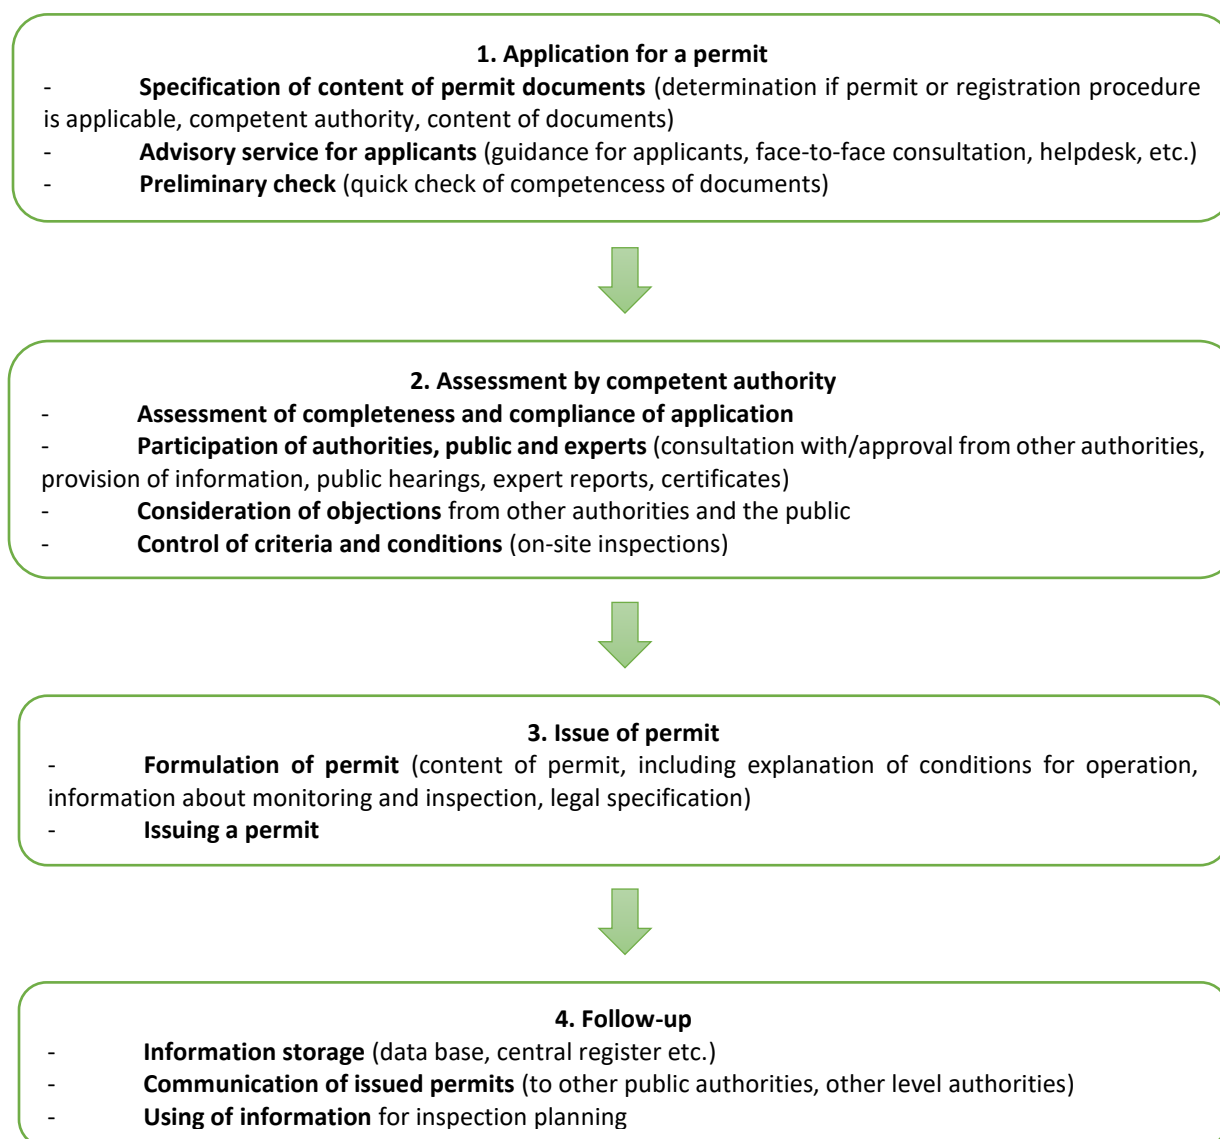 1. Application for a permit
- Specification of content of permit documents (determination if permit or registration procedure
is applicable, competent authority, content of documents)
- Advisory service for applicants (guidance for applicants, face-to-face consultation, helpdesk, etc.)
- Preliminary check (quick check of competencess of documents)
2. Assessment by competent authority
- Assessment of completeness and compliance of application
- Participation of authorities, public and experts (consultation with/approval from other authorities,
provision of information, public hearings, expert reports, certificates)
- Consideration of objections from other authorities and the public
- Control of criteria and conditions (on-site inspections)
3. Issue of permit
- Formulation of permit (content of permit, including explanation of conditions for operation,
information about monitoring and inspection, legal specification)
- Issuing a permit
4. Follow-up
- Information storage (data base, central register etc.)
- Communication of issued permits (to other public authorities, other level authorities)
- Using of information for inspection planning